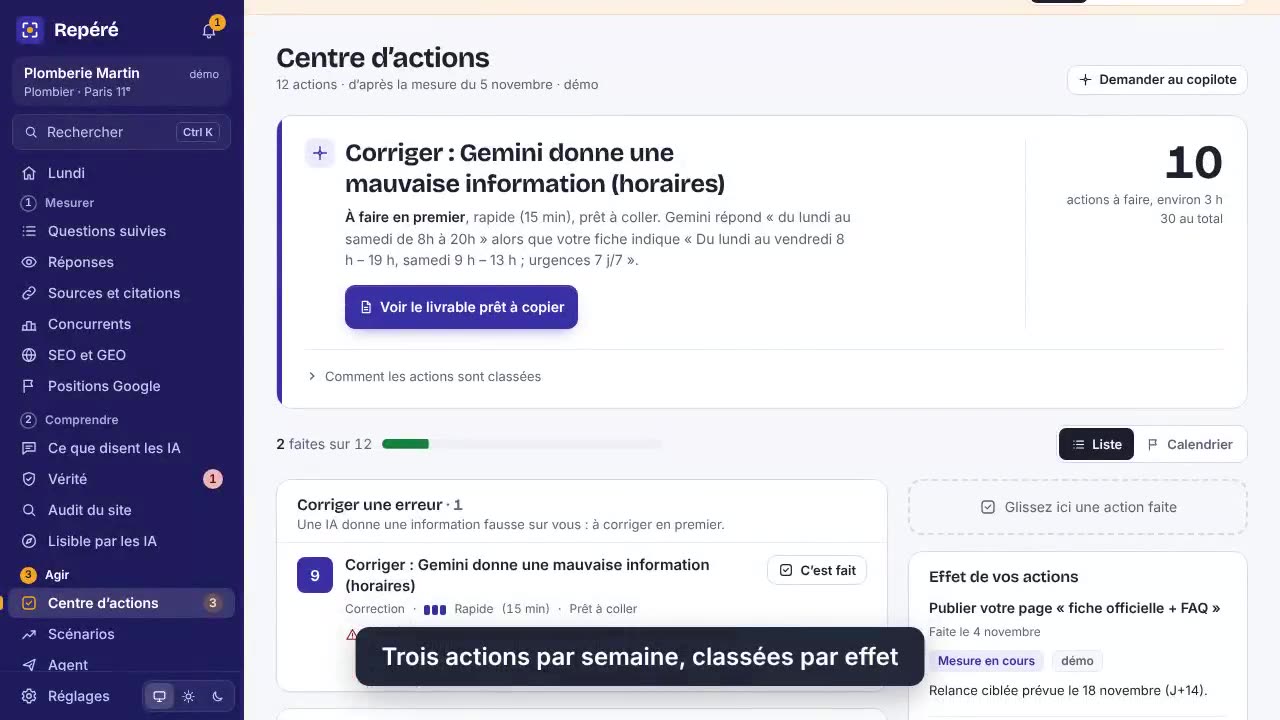 Repéré
1
Plomberie Martin
démo
Plombier · Paris 11ᵉ
Rechercher
Ctrl K
Lundi
1 Mesurer
Questions suivies
Réponses
Sources et citations
Concurrents
SEO et GEO
Positions Google
2 Comprendre
Ce que disent les IA
Vérité
1
Audit du site
Lisible par les IA
3 Agir
Centre d’actions
3
Scénarios
Agent
Réglages
Centre d’actions
12 actions · d’après la mesure du 5 novembre · démo
Demander au copilote
Corriger : Gemini donne une
mauvaise information (horaires)
À faire en premier, rapide (15 min), prêt à coller. Gemini répond « du lundi au
samedi de 8h à 20h » alors que votre fiche indique « Du lundi au vendredi 8
h – 19 h, samedi 9 h – 13 h ; urgences 7 j/7 ».
Voir le livrable prêt à copier
10
actions à faire, environ 3 h
30 au total
Comment les actions sont classées
2 faites sur 12
Liste
Calendrier
Corriger une erreur · 1
Une IA donne une information fausse sur vous : à corriger en premier.
9
Corriger : Gemini donne une mauvaise information
(horaires)
C’est fait
Correction · Rapide (15 min) · Prêt à coller
Glissez ici une action faite
Effet de vos actions
Publier votre page « fiche officielle + FAQ »
Faite le 4 novembre
Mesure en cours
démo
Relance ciblée prévue le 18 novembre (J+14).
Trois actions par semaine, classées par effet